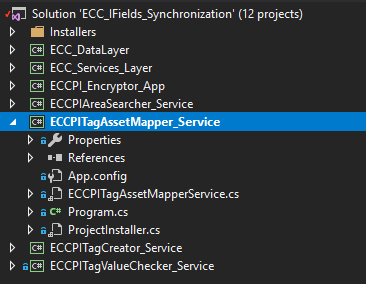 Solution 'ECC_IFields_Synchronization' (12 projects)
Installers
ECC_DataLayer
ECC_Services_Layer
ECCPI_Encryptor_App
ECCPIAreaSearcher_Service
ECCPITagAssetMapper_Service
Properties
References
App.config
ECCPITagAssetMapperService.cs
C# Program.cs
ProjectInstaller.cs
ECCPITagCreator_Service
ECCPITagValueChecker_Service